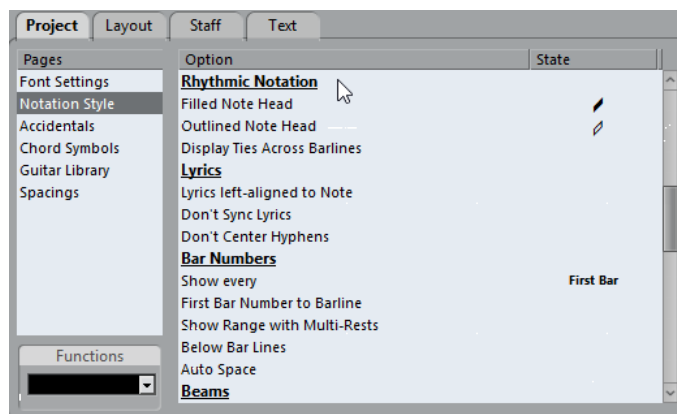 Project Layout Staff Text
Pages
Font Settings
Notation Style
Accidentals
Chord Symbols
Guitar Library
Spacings
Functions
Option State
Rhythmic Notation
Filled Note Head
Outlined Note Head
Display Ties Across Barlines
Lyrics
Lyrics left-aligned to Note
Don't Sync Lyrics
Don't Center Hyphens
Bar Numbers
Show every First Bar
First Bar Number to Barline
Show Range with Multi-Rests
Below Bar Lines
Auto Space
Beams